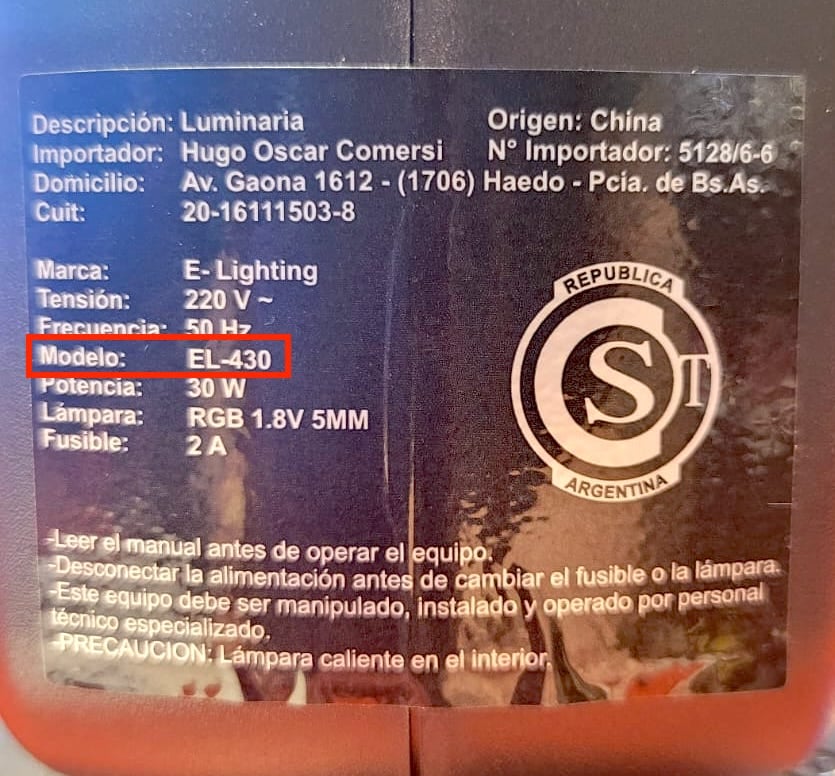 Descripción: Luminaria Origen: China
Importador: Hugo Oscar Comersi N° Importador: 5128/6-6
Domicilio: Av. Gaona 1612 - (1706) Haedo - Pcia. de Bs.As.
Cuit: 20-16111503-8
Marca: E- Lighting
Tensión: 220 V ~
Frecuencia: 50 Hz
Modelo: EL-430
Potencia: 30 W
Lámpara: RGB 1.8V 5MM
Fusible: 2 A
REPUBLICA
S T
ARGENTINA
-Leer el manual antes de operar el equipo.
-Desconectar la alimentación antes de cambiar el fusible o la lámpara.
-Este equipo debe ser manipulado, instalado y operado por personal
técnico especializado.
-PRECAUCION: Lámpara caliente en el interior.